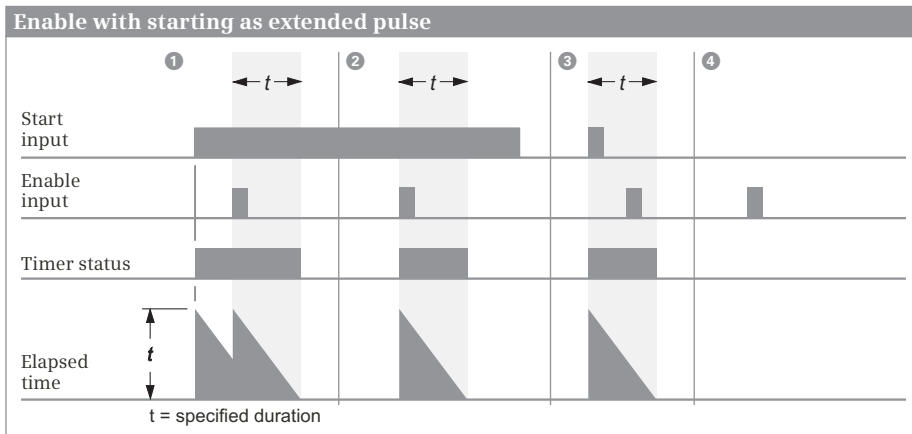 Enable with starting as extended pulse
1 2 3 4
t t t
Start
input
Enable
input
Timer status
t
Elapsed
time
t = specified duration